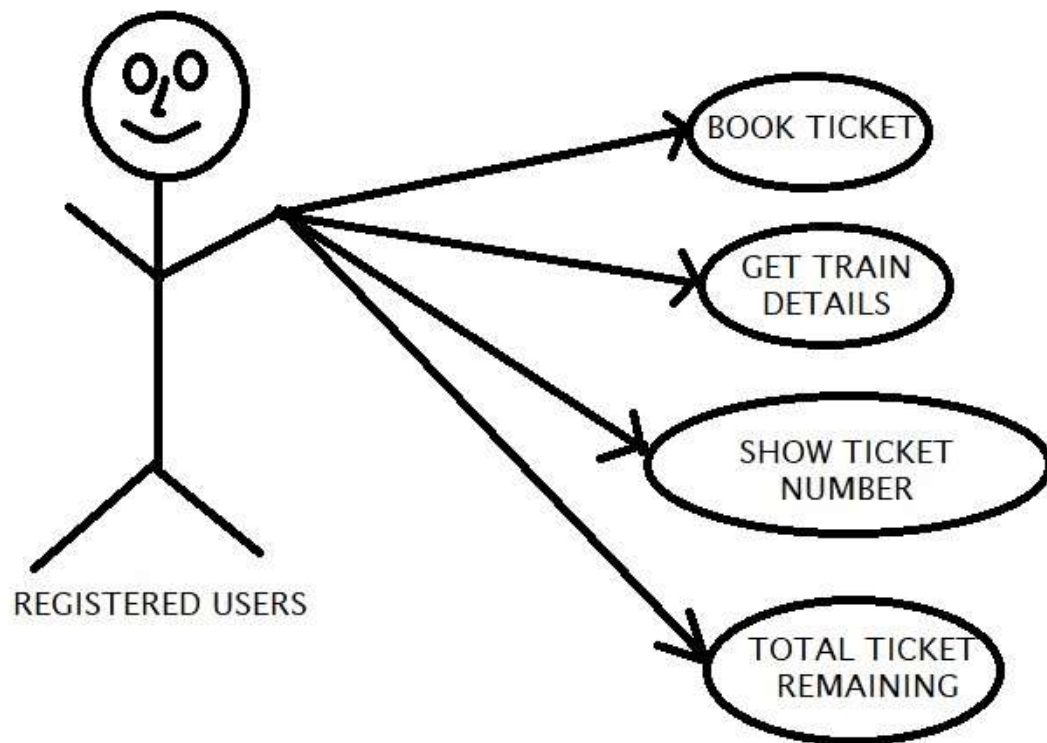 BOOK TICKET
GET TRAIN
DETAILS
SHOW TICKET
NUMBER
REGISTERED USERS
TOTAL TICKET
REMAINING